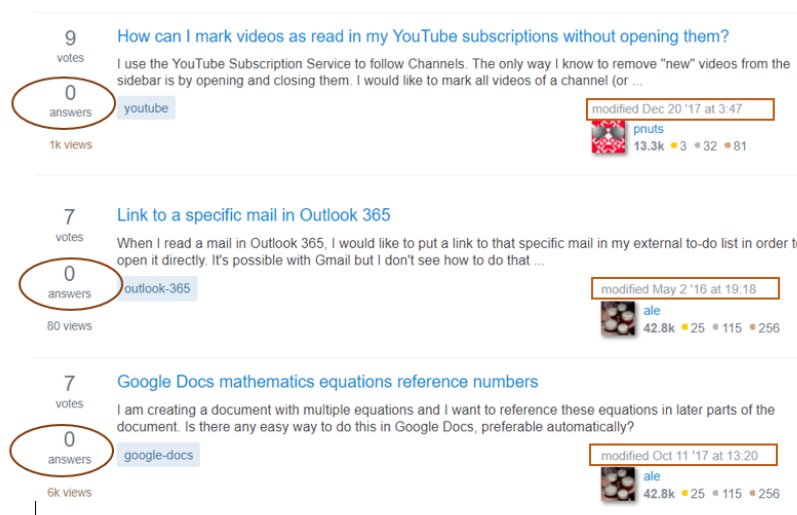 9
votes
0
answers
1k views
How can I mark videos as read in my YouTube subscriptions without opening them?
I use the YouTube Subscription Service to follow Channels. The only way I know to remove "new" videos from the
sidebar is by opening and closing them. I would like to mark all videos of a channel (or ...
youtube
modified Dec 20 '17 at 3:47
pnuts
13.3k 3 32 81
7
votes
0
answers
80 views
Link to a specific mail in Outlook 365
When I read a mail in Outlook 365, I would like to put a link to that specific mail in my external to-do list in order t
open it directly. It's possible with Gmail but I don't see how to do that ...
outlook-365
modified May 2 '16 at 19:18
ale
42.8k 25 115 256
7
votes
0
answers
6k views
Google Docs mathematics equations reference numbers
I am creating a document with multiple equations and I want to reference these equations in later parts of the
document. Is there any easy way to do this in Google Docs, preferable automatically?
google-docs
modified Oct 11 '17 at 13:20
ale
42.8k 25 115 256